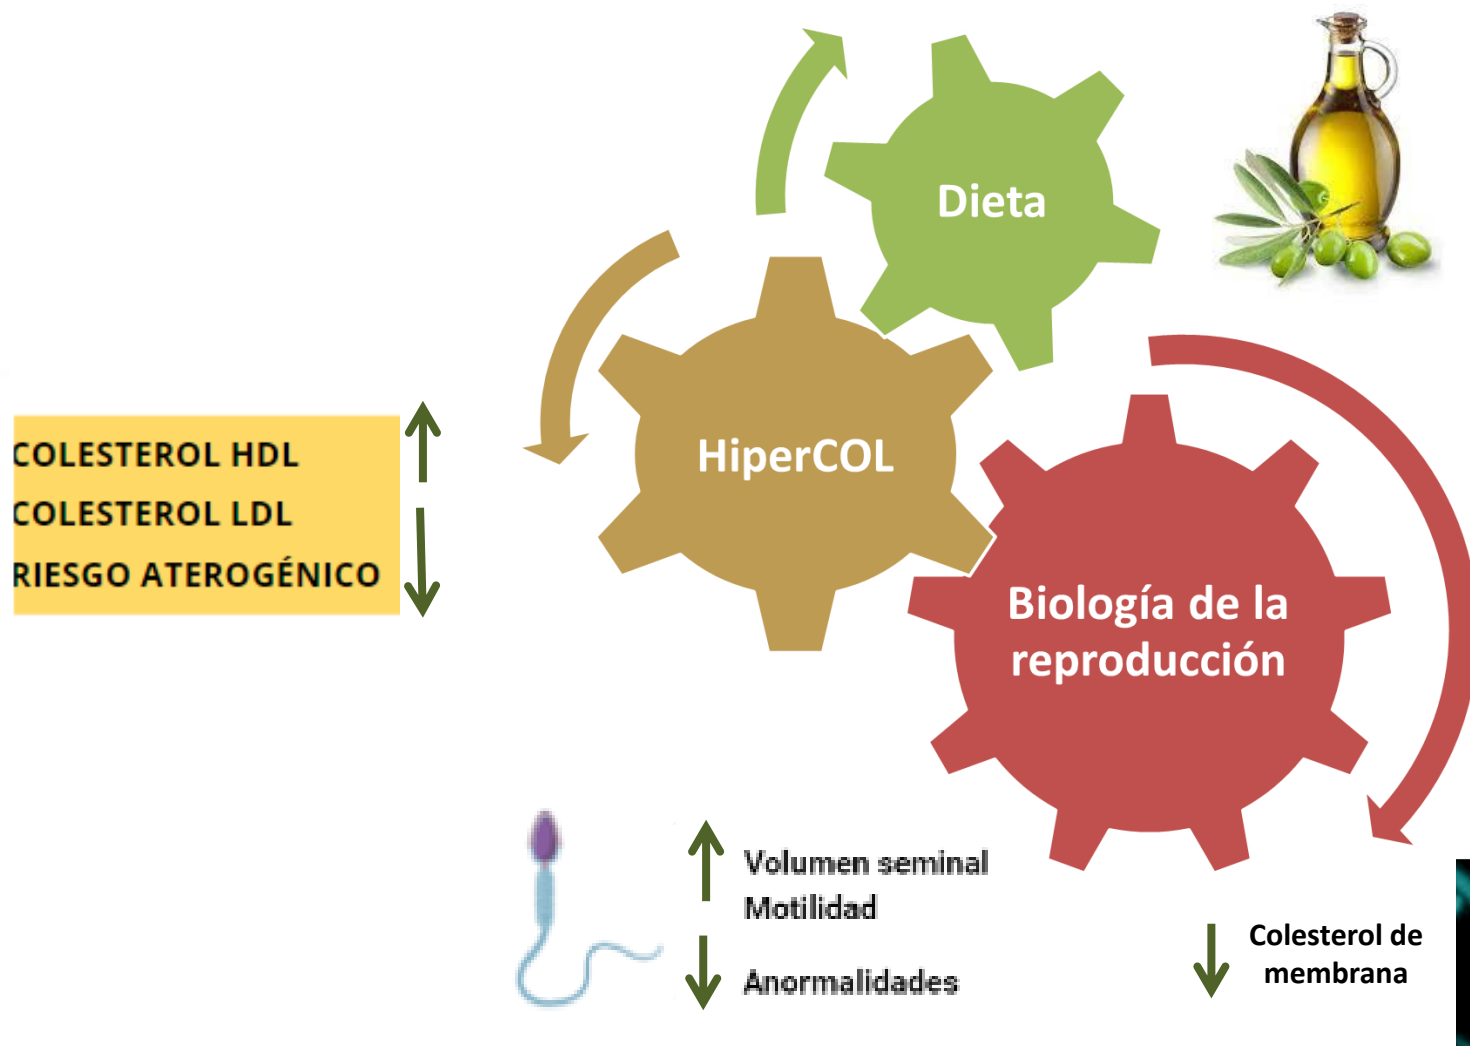 Dieta
HiperCOL
COLESTEROL HDL
COLESTEROL LDL
RIESGO ATEROGÉNICO
Biología de la
reproducción
Volumen seminal
Motilidad
Anormalidades
Colesterol de
membrana